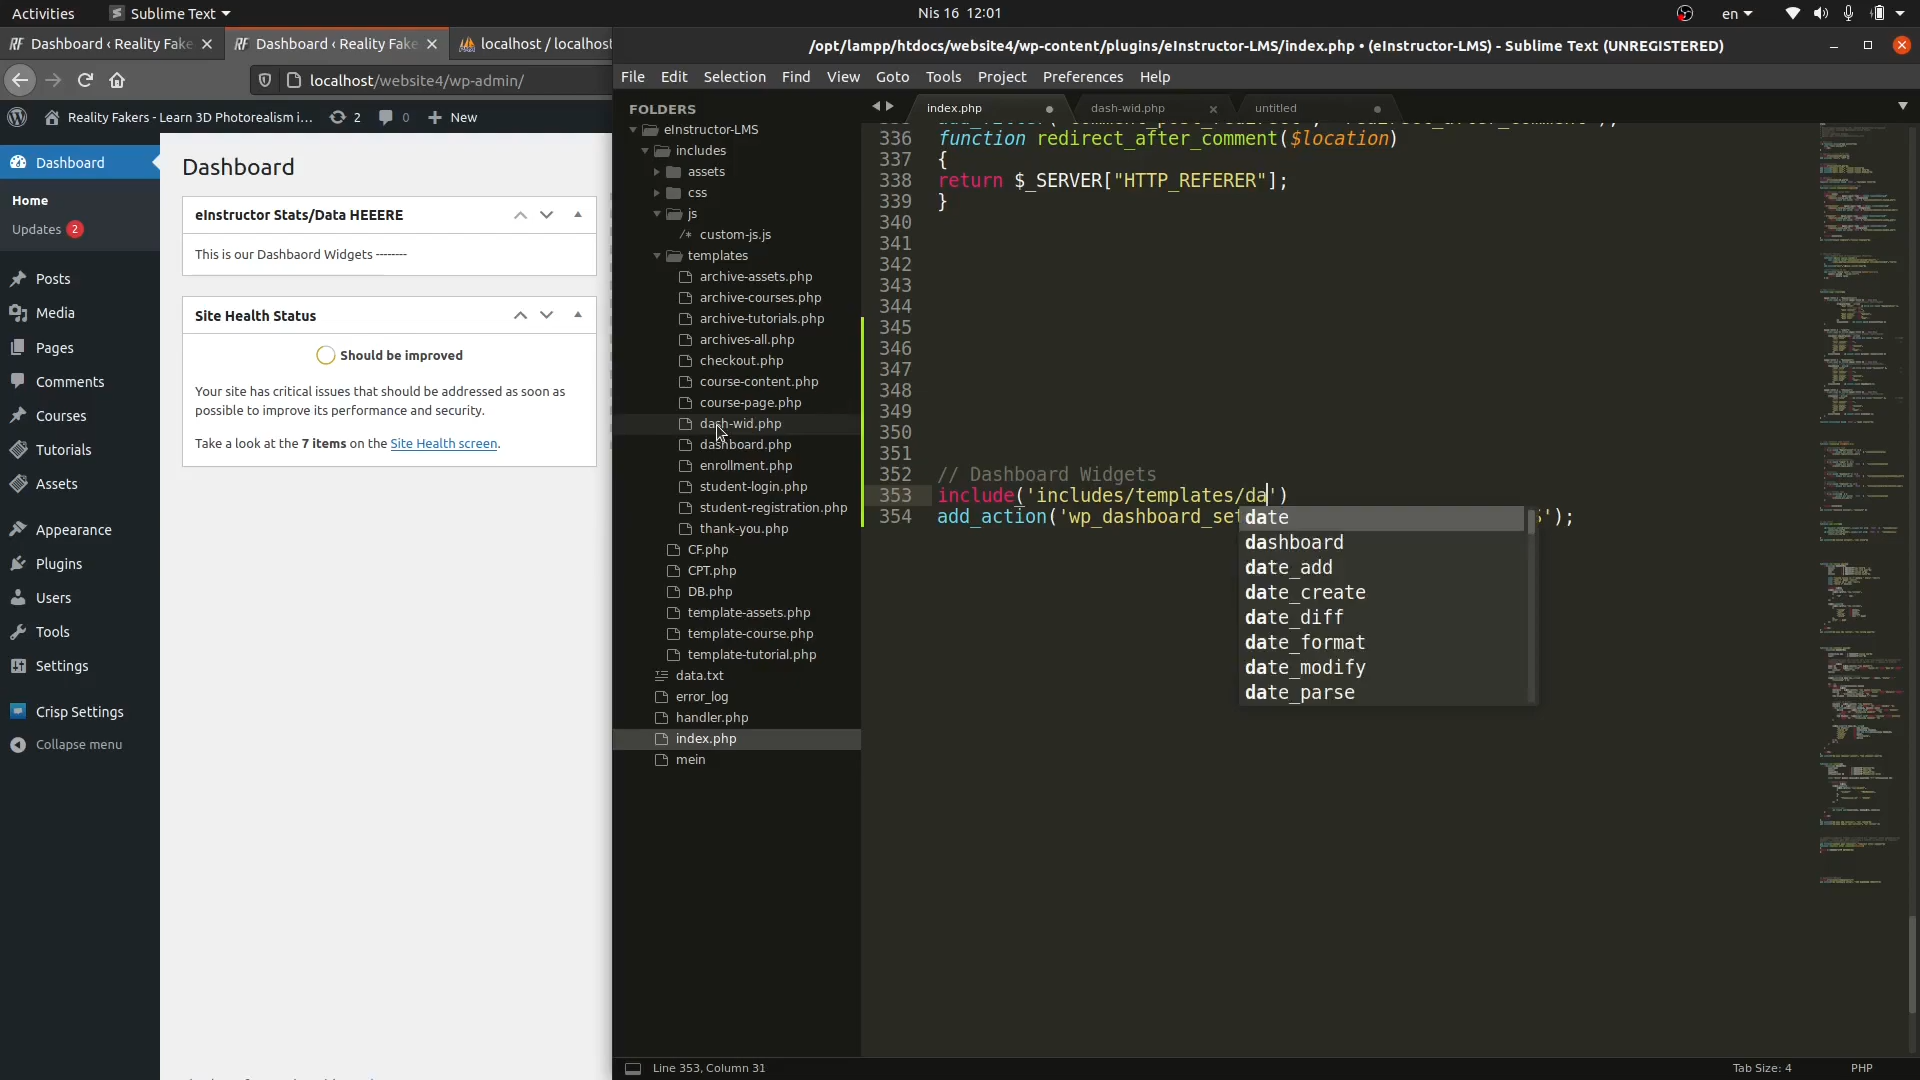 Activities
Sublime Text
Nis 16 12:01
en
Dashboard ‹ Reality Fake
Dashboard ‹ Reality Fake
localhost / localhost
/opt/lampp/htdocs/website4/wp-content/plugins/eInstructor-LMS/index.php • (eInstructor-LMS) - Sublime Text (UNREGISTERED)
localhost/website4/wp-admin/
File Edit Selection Find View Goto Tools Project Preferences Help
Reality Fakers - Learn 3D Photorealism i...
2
0
New
Dashboard
Home
Updates 2
Posts
Media
Pages
Comments
Courses
Tutorials
Assets
Appearance
Plugins
Users
Tools
Settings
Crisp Settings
Collapse menu
Dashboard
eInstructor Stats/Data HEEERE
This is our Dashbaord Widgets --------
Site Health Status
Should be improved
Your site has critical issues that should be addressed as soon as
possible to improve its performance and security.
Take a look at the 7 items on the Site Health screen.
FOLDERS
eInstructor-LMS
includes
assets
css
js
/* custom-js.js
templates
archive-assets.php
archive-courses.php
archive-tutorials.php
archives-all.php
checkout.php
course-content.php
course-page.php
dash-wid.php
dashboard.php
enrollment.php
student-login.php
student-registration.php
thank-you.php
CF.php
CPT.php
DB.php
template-assets.php
template-course.php
template-tutorial.php
data.txt
error_log
handler.php
index.php
mein
index.php
dash-wid.php
untitled
336 function redirect_after_comment($location)
337 {
338 return $_SERVER["HTTP_REFERER"];
339 }
340
341
342
343
344
345
346
347
348
349
350
351
352 // Dashboard Widgets
353 include('includes/templates/da')
354 add_action('wp_dashboard_set
');
date
dashboard
date_add
date_create
date_diff
date_format
date_modify
date_parse
Line 353, Column 31
Tab Size: 4
PHP